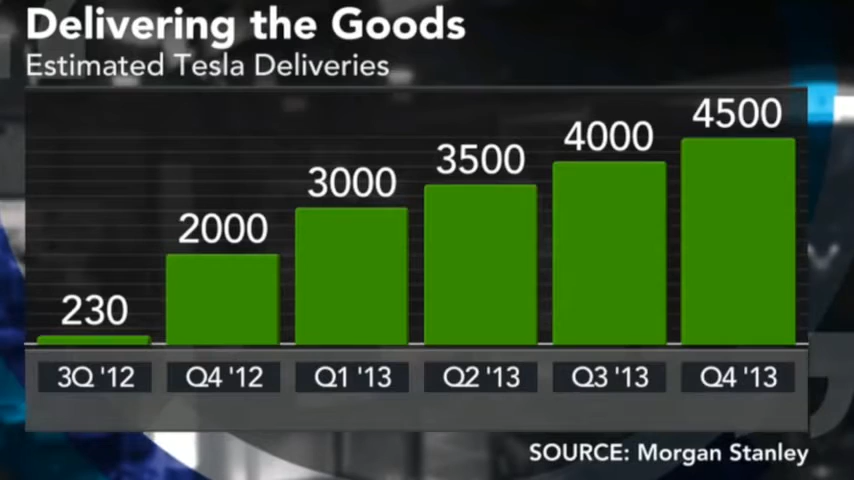 Delivering the Goods
Estimated Tesla Deliveries
230
2000
3000
3500
4000
4500
3Q '12
Q4 '12
Q1 '13
Q2 '13
Q3 '13
Q4 '13
SOURCE: Morgan Stanley